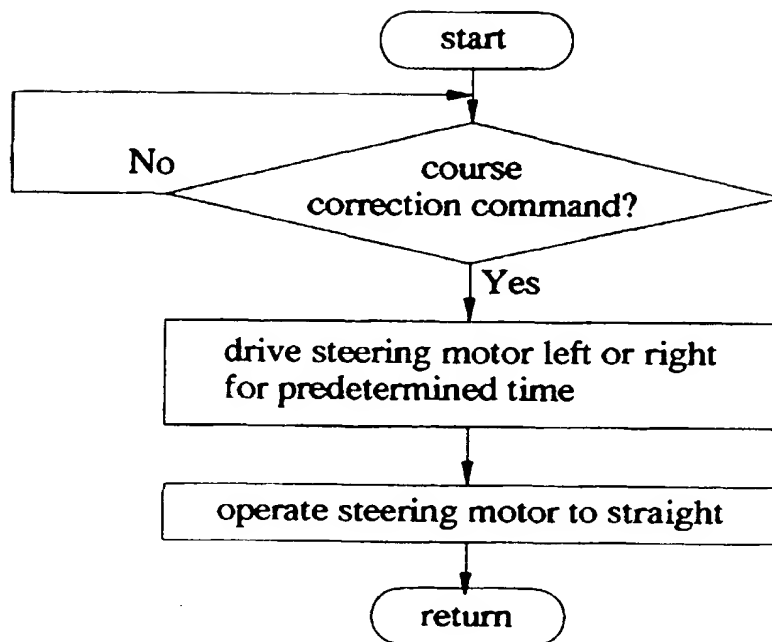 start
No
course
correction command?
Yes
drive steering motor left or right
for predetermined time
operate steering motor to straight
return